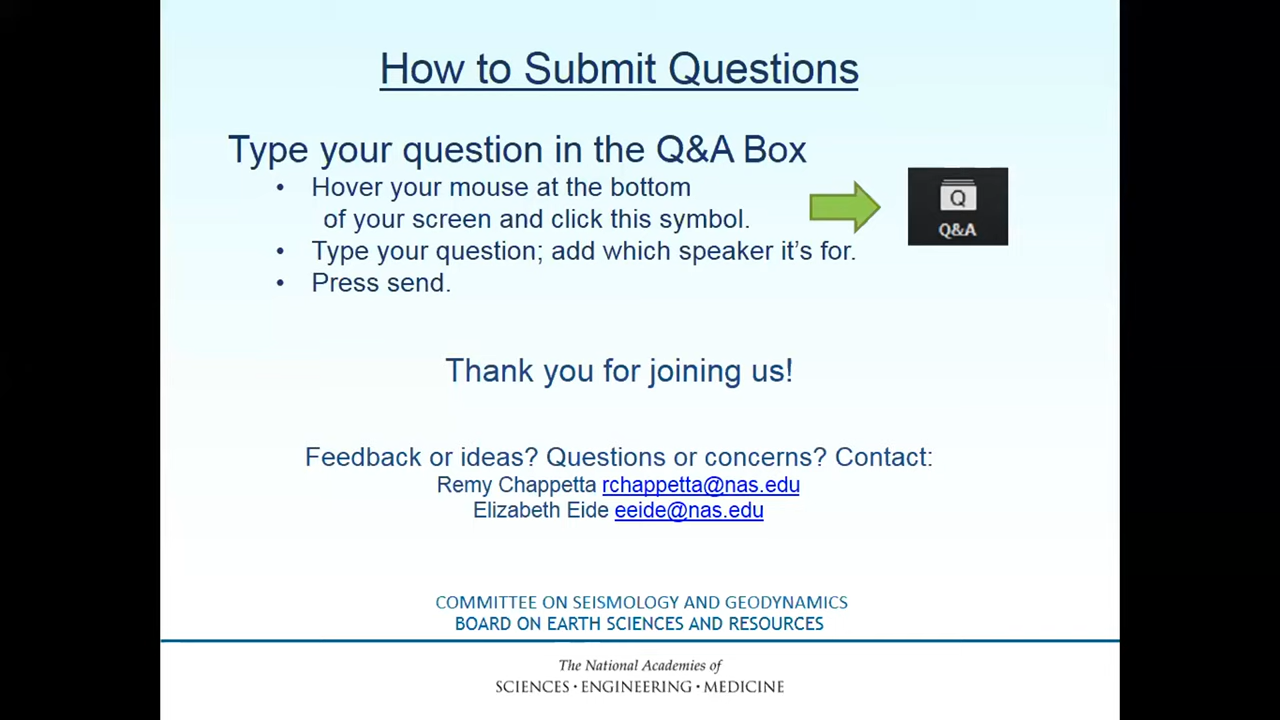 How to Submit Questions
Type your question in the Q&A Box
• Hover your mouse at the bottom
of your screen and click this symbol.
Q
Q&A
• Type your question; add which speaker it's for.
• Press send.
Thank you for joining us!
Feedback or ideas? Questions or concerns? Contact:
Remy Chappetta rchappetta@nas.edu
Elizabeth Eide eeide@nas.edu
COMMITTEE ON SEISMOLOGY AND GEODYNAMICS
BOARD ON EARTH SCIENCES AND RESOURCES
The National Academies of
SCIENCES · ENGINEERING · MEDICINE